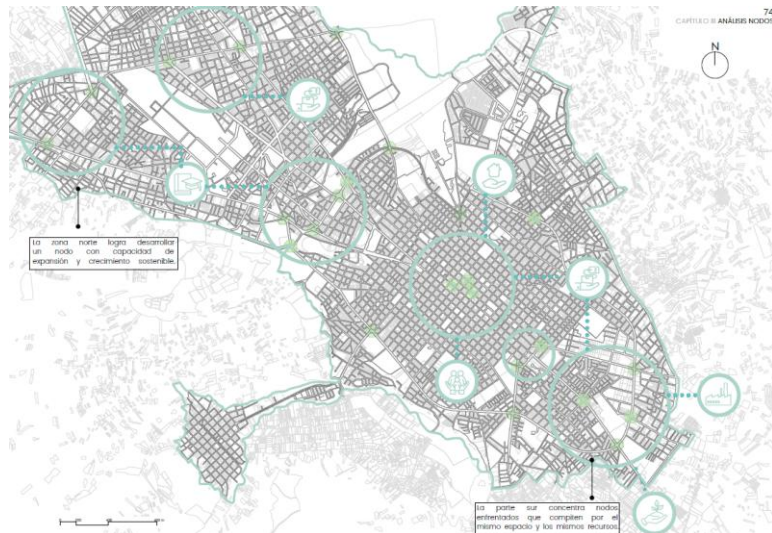 74
CAPÍTULO III ANÁLISIS NODOS
N
La zona norte logra desarrollar
un nodo con capacidad de
expansión y crecimiento sostenible.
La parte sur concentra nodos
enfrentados que compiten por el
mismo espacio y los mismos recursos.